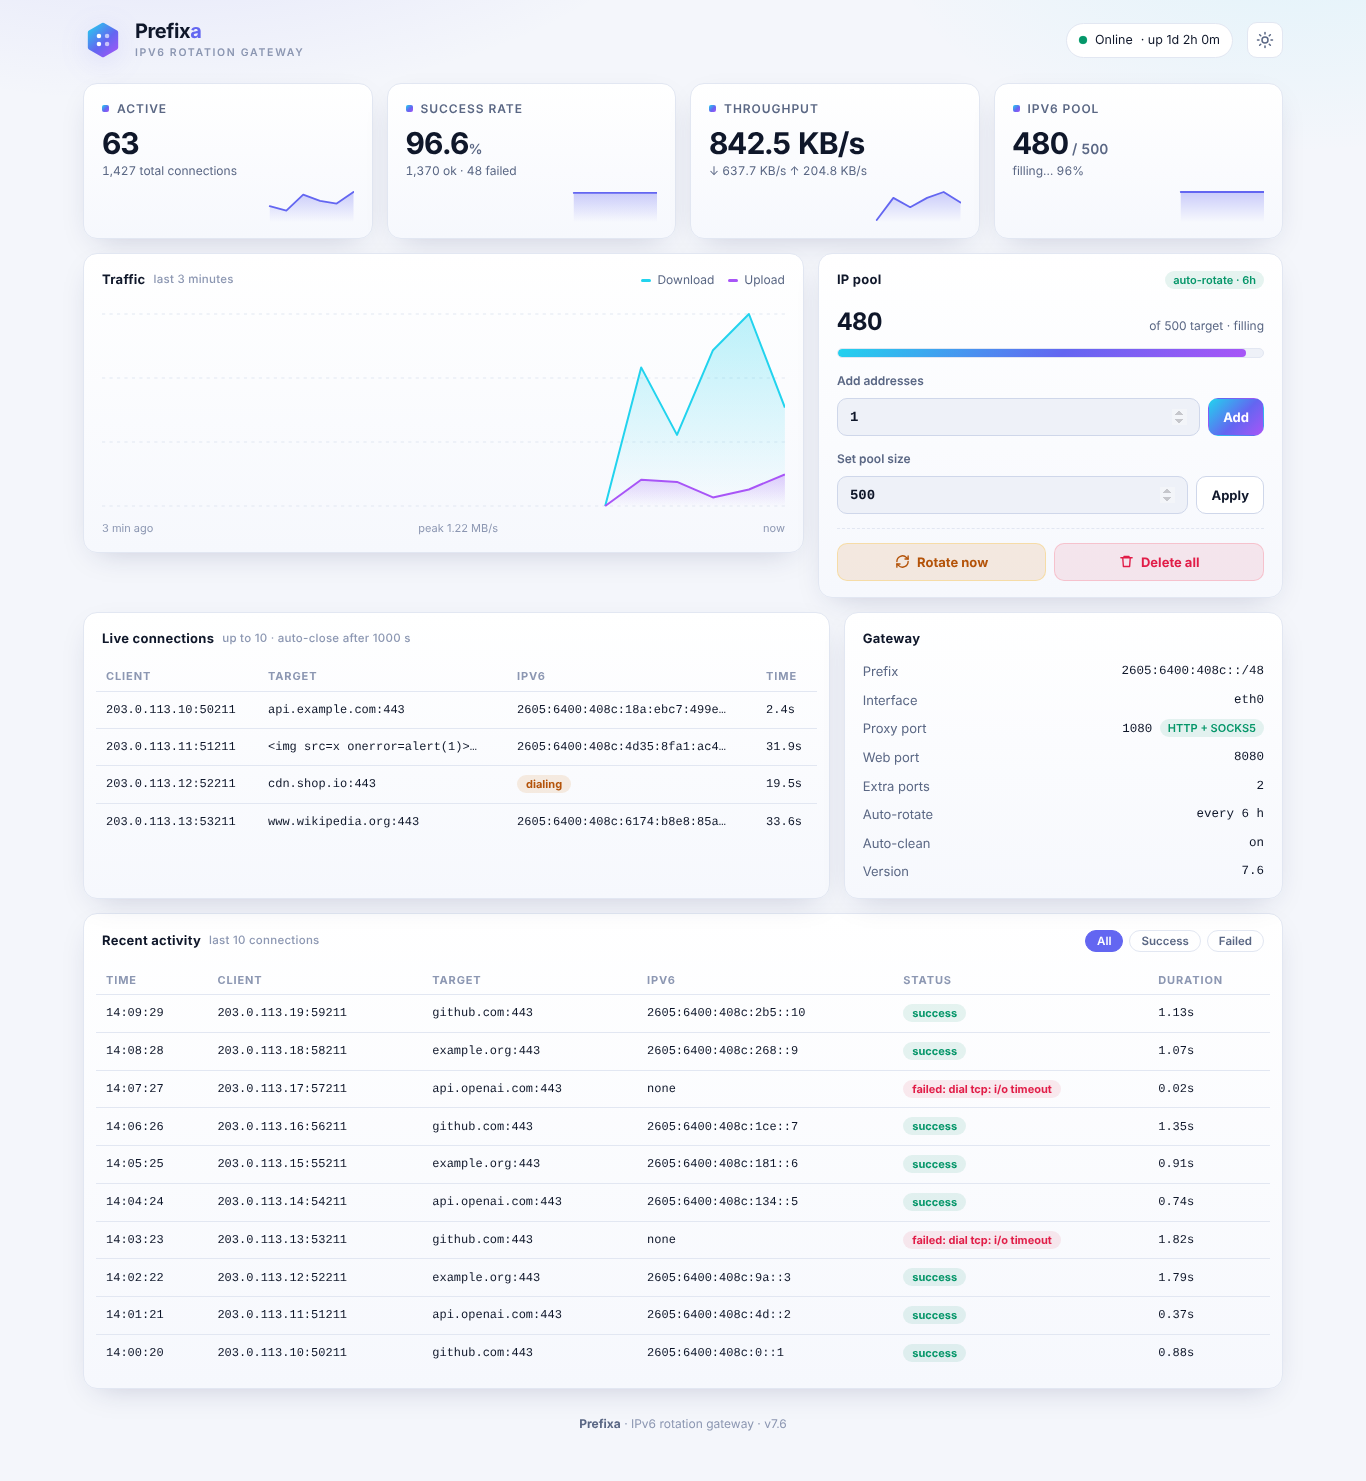 Prefixa
IPV6 ROTATION GATEWAY
Online · up 1d 2h 0m
ACTIVE
63
1,427 total connections
SUCCESS RATE
96.6%
1,370 ok · 48 failed
THROUGHPUT
842.5 KB/s
↓ 637.7 KB/s ↑ 204.8 KB/s
IPV6 POOL
480 / 500
filling... 96%
Traffic last 3 minutes
Download Upload
3 min ago peak 1.22 MB/s now
IP pool auto-rotate · 6h
480 of 500 target · filling
Add addresses
1 Add
Set pool size
500 Apply
Rotate now Delete all
Live connections up to 10 · auto-close after 1000 s
CLIENT TARGET IPV6 TIME
203.0.113.10:50211 api.example.com:443 2605:6400:408c:18a:ebc7:499e… 2.4s
203.0.113.11:51211 <img src=x onerror=alert(1)>… 2605:6400:408c:4d35:8fa1:ac4… 31.9s
203.0.113.12:52211 cdn.shop.io:443 dialing 19.5s
203.0.113.13:53211 www.wikipedia.org:443 2605:6400:408c:6174:b8e8:85a… 33.6s
Gateway
Prefix 2605:6400:408c::/48
Interface eth0
Proxy port 1080 HTTP + SOCKS5
Web port 8080
Extra ports 2
Auto-rotate every 6 h
Auto-clean on
Version 7.6
Recent activity last 10 connections
All Success Failed
TIME CLIENT TARGET IPV6 STATUS DURATION
14:09:29 203.0.113.19:59211 github.com:443 2605:6400:408c:2b5::10 success 1.13s
14:08:28 203.0.113.18:58211 example.org:443 2605:6400:408c:268::9 success 1.07s
14:07:27 203.0.113.17:57211 api.openai.com:443 none failed: dial tcp: i/o timeout 0.02s
14:06:26 203.0.113.16:56211 github.com:443 2605:6400:408c:1ce::7 success 1.35s
14:05:25 203.0.113.15:55211 example.org:443 2605:6400:408c:181::6 success 0.91s
14:04:24 203.0.113.14:54211 api.openai.com:443 2605:6400:408c:134::5 success 0.74s
14:03:23 203.0.113.13:53211 github.com:443 none failed: dial tcp: i/o timeout 1.82s
14:02:22 203.0.113.12:52211 example.org:443 2605:6400:408c:9a::3 success 1.79s
14:01:21 203.0.113.11:51211 api.openai.com:443 2605:6400:408c:4d::2 success 0.37s
14:00:20 203.0.113.10:50211 github.com:443 2605:6400:408c:0::1 success 0.88s
Prefixa · IPv6 rotation gateway · v7.6